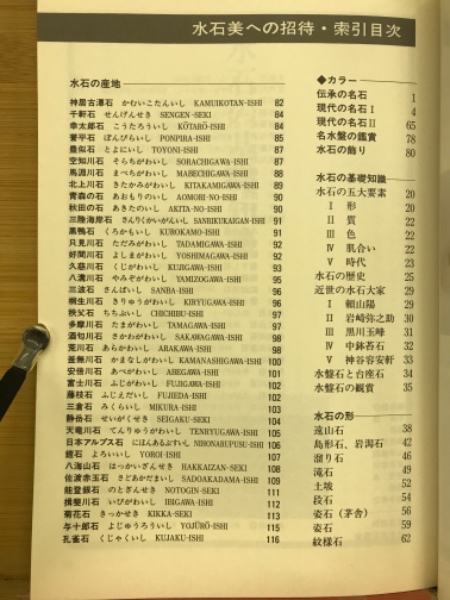 水石美への招待・索引目次
水石の産地
神居古潭石 かむいこたんいし KAMUIKOTAN-ISHI 82
千軒石 せんげんせき SENGEN-SEKI 84
幸太郎石 こうたろういし KŌTARŌ-ISHI 84
誉平石 ぽんぴらいし PONPIRA-ISHI 85
豊似石 とよにいし TOYONI-ISHI 87
空知川石 そらちがわいし SORACHIGAWA-ISHI 87
馬淵川石 まべちがわいし MABECHIGAWA-ISHI 88
北上川石 きたかみがわいし KITAKAMIGAWA-ISHI 89
青森の石 あおもりのいし AOMORI-NO-ISHI 90
秋田の石 あきたのいし AKITA-NO-ISHI 90
三陸海岸石 さんりくかいがんいし SANRIKUKAIGAN-ISHI 91
黒鴨石 くろかもいし KUROKAMO-ISHI 91
只見川石 ただみがわいし TADAMIGAWA-ISHI 92
好間川石 よしまがわいし YOSHIMAGAWA-ISHI 92
久慈川石 くじがわいし KUJIGAWA-ISHI 93
八溝川石 やみぞがわいし YAMIZOGAWA-ISHI 95
三波石 さんばいし SANBA-ISHI 96
桐生川石 きりゅうがわいし KIRYUGAWA-ISHI 96
秩父石 ちちぶいし CHICHIBU-ISHI 97
多摩川石 たまがわいし TAMAGAWA-ISHI 97
酒匂川石 さかわがわいし SAKAWAGAWA-ISHI 98
荒川石 あらかわいし ARAKAWA-ISHI 98
釜無川石 かまなしがわいし KAMANASHIGAWA-ISHI 100
安倍川石 あべがわいし ABEGAWA-ISHI 101
富士川石 ふじがわいし FUJIGAWA-ISHI 102
藤枝石 ふじえだいし FUJIEDA-ISHI 102
三倉石 みくらいし MIKURA-ISHI 103
静岳石 せいがくせき SEIGAKU-SEKI 104
天竜川石 てんりゅうがわいし TENRYUGAWA-ISHI 105
日本アルプス石 にほんあるぷすいし NIHONARUPUSU-ISHI 106
鎧石 よろいいし YOROI-ISHI 107
八海山石 はっかいざんせき HAKKAIZAN-SEKI 108
佐渡赤玉石 さどあかだまいし SADOAKADAMA-ISHI 109
能登銀石 のとぎんせき NOTOGIN-SEKI 111
揖斐川石 いびがわいし IBIGAWA-ISHI 112
菊花石 きっかせき KIKKA-SEKI 113
与十郎石 よじゅうろういし YOJŪRŌ-ISHI 115
孔雀石 くじゃくいし KUJAKU-ISHI 116
◆カラー
伝承の名石 1
現代の名石Ⅰ 4
現代の名石Ⅱ 65
名水盤の鑑賞 78
水石の飾り 80
水石の基礎知識
水石の五大要素 20
Ⅰ 形 20
Ⅱ 質 22
Ⅲ 色 22
Ⅳ 肌合い 22
Ⅴ 時代 23
水石の歴史 25
近世の水石大家 29
Ⅰ 頼山陽 29
Ⅱ 岩崎弥之助 30
Ⅲ 黒川玉峰 31
Ⅳ 中鉢苔石 32
Ⅴ 神谷容安軒 33
水盤石と台座石 34
水盤石の観賞 35
水石の形
遠山石 38
島形石、岩潟石 42
溜り石 46
滝石 49
土坡 52
段石 54
姿石（茅舎） 56
姿石 59
紋様石 62